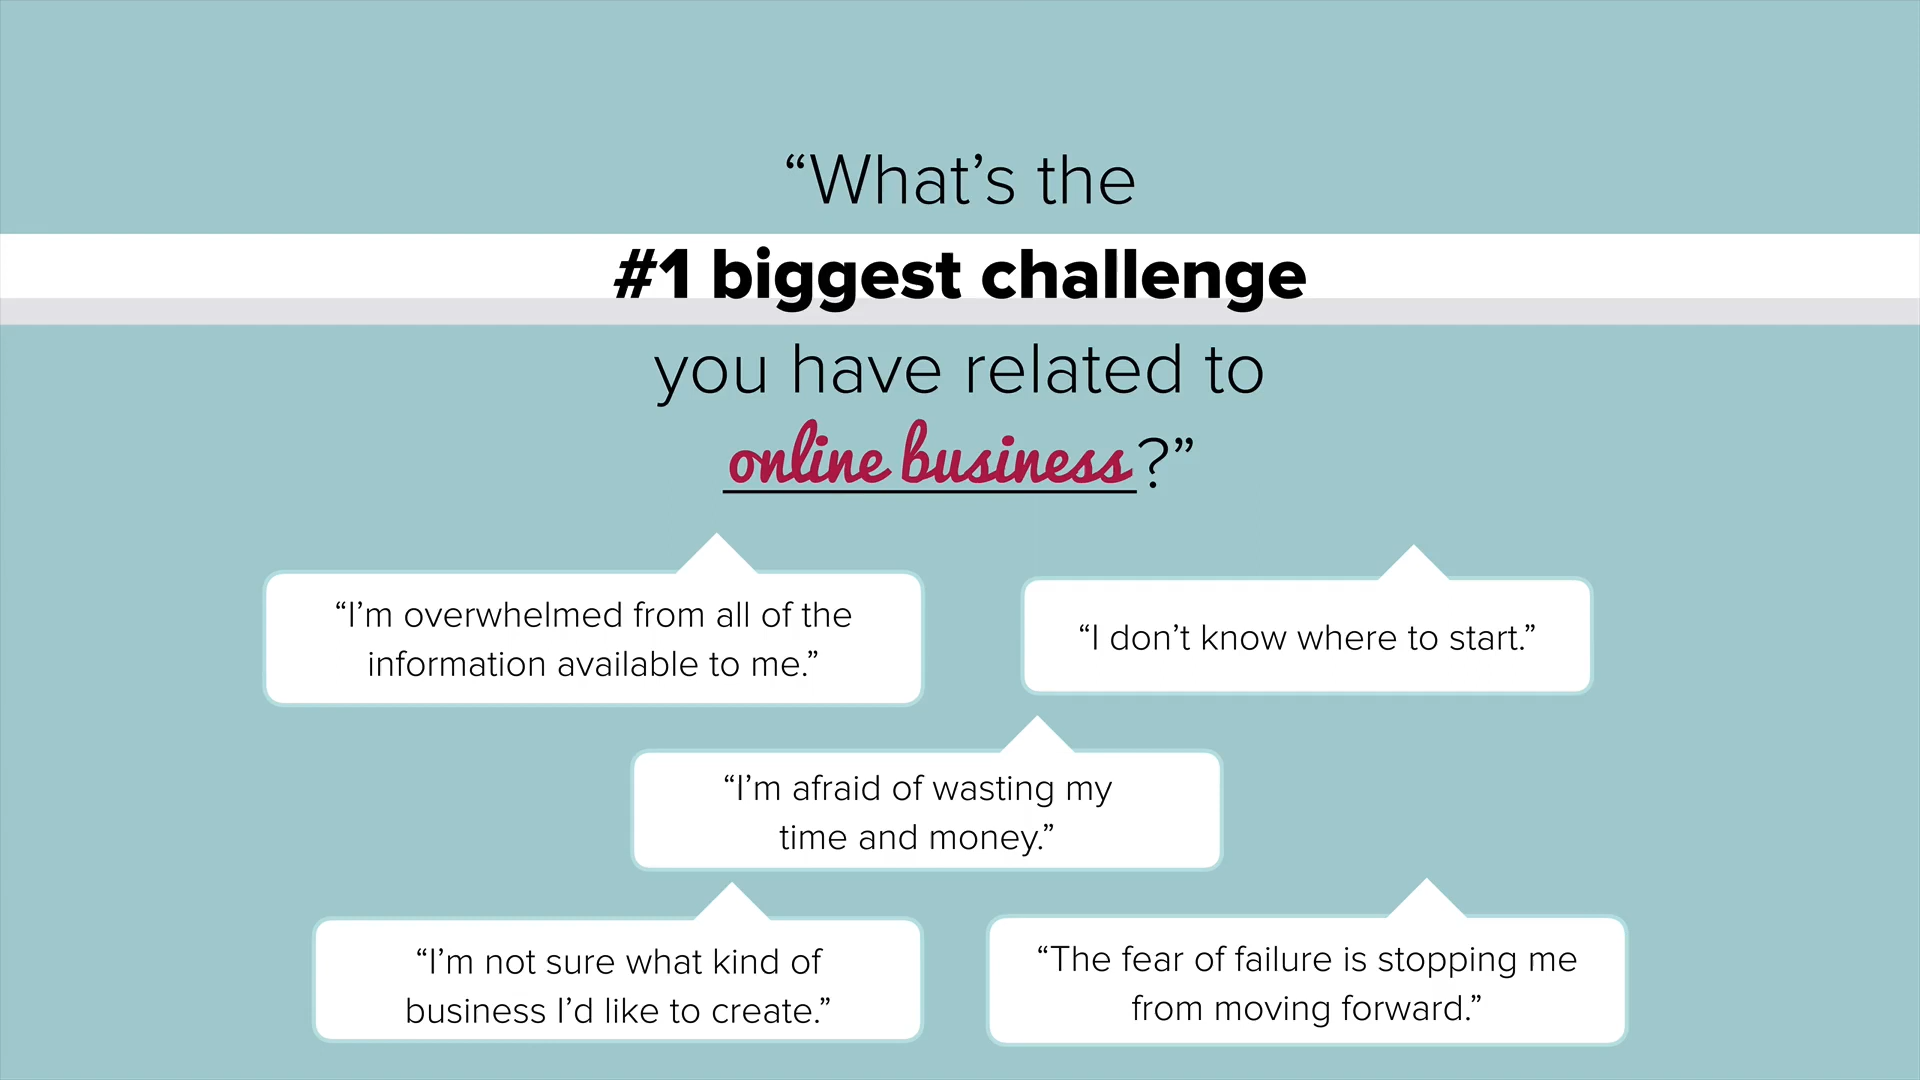 “What’s the
#1 biggest challenge
you have related to
online business?”
“I’m overwhelmed from all of the
information available to me.”
“I don’t know where to start.”
“I’m afraid of wasting my
time and money.”
“I’m not sure what kind of
business I’d like to create.”
“The fear of failure is stopping me
from moving forward.”